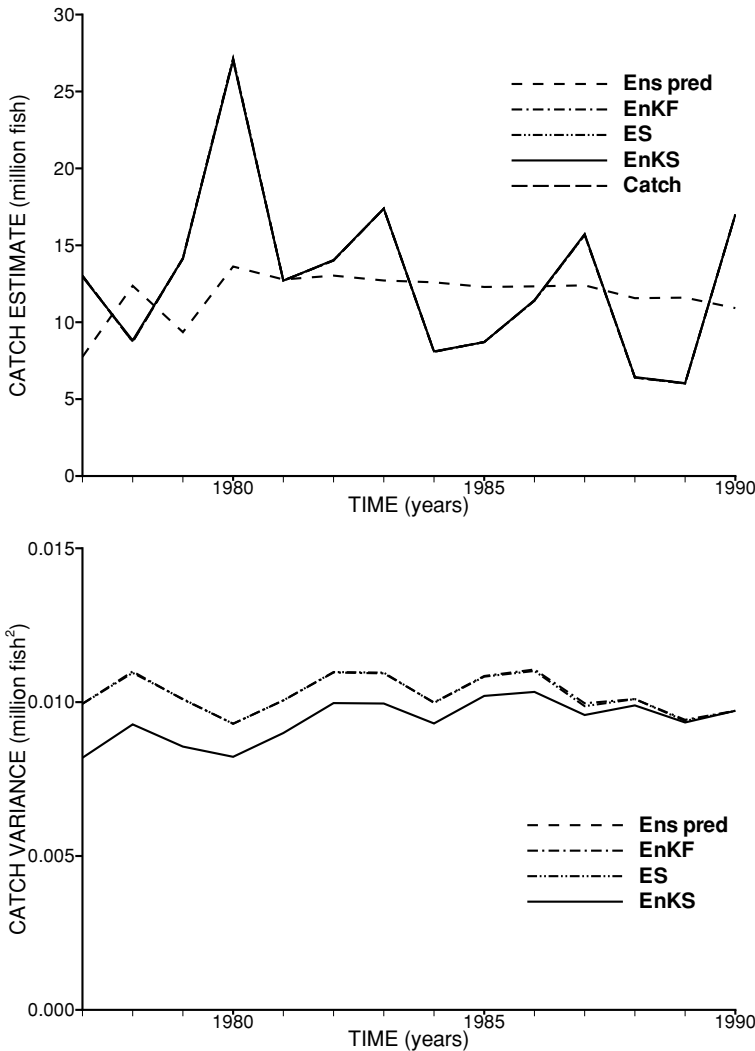 30
25
20
15
10
5
0
CATCH ESTIMATE (million fish)
Ens pred
EnKF
ES
EnKS
Catch
1980
1985
1990
TIME (years)
0.015
0.010
0.005
0.000
CATCH VARIANCE (million fish²)
Ens pred
EnKF
ES
EnKS
1980
1985
1990
TIME (years)